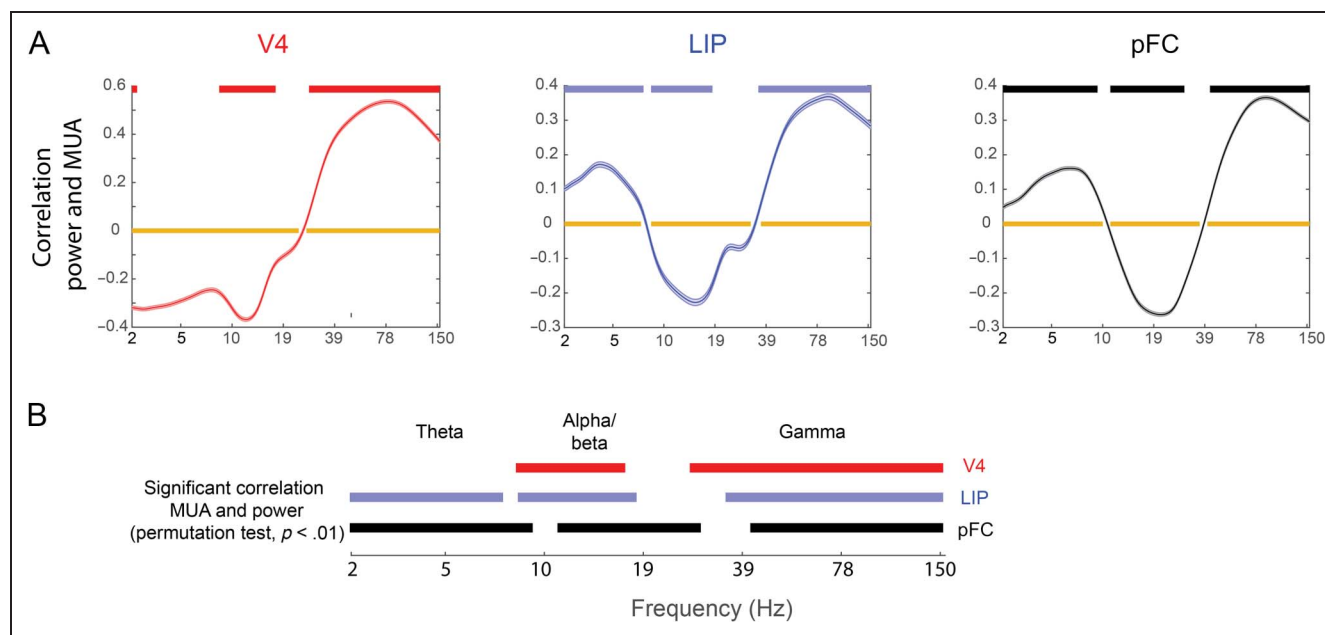 A
V4
LIP
pFC
Correlation
power and MUA
0.6
0.4
0.2
0
−0.2
−0.4
2
5
10
19
39
78
150
0.4
0.3
0.2
0.1
0
−0.1
−0.2
−0.3
2
5
10
19
39
78
150
0.4
0.3
0.2
0.1
0
−0.1
−0.2
−0.3
2
5
10
19
39
78
150
B
Theta
Alpha/
beta
Gamma
V4
LIP
pFC
Significant correlation
MUA and power
(permutation test, p < .01)
2
5
10
19
39
78
150
Frequency (Hz)